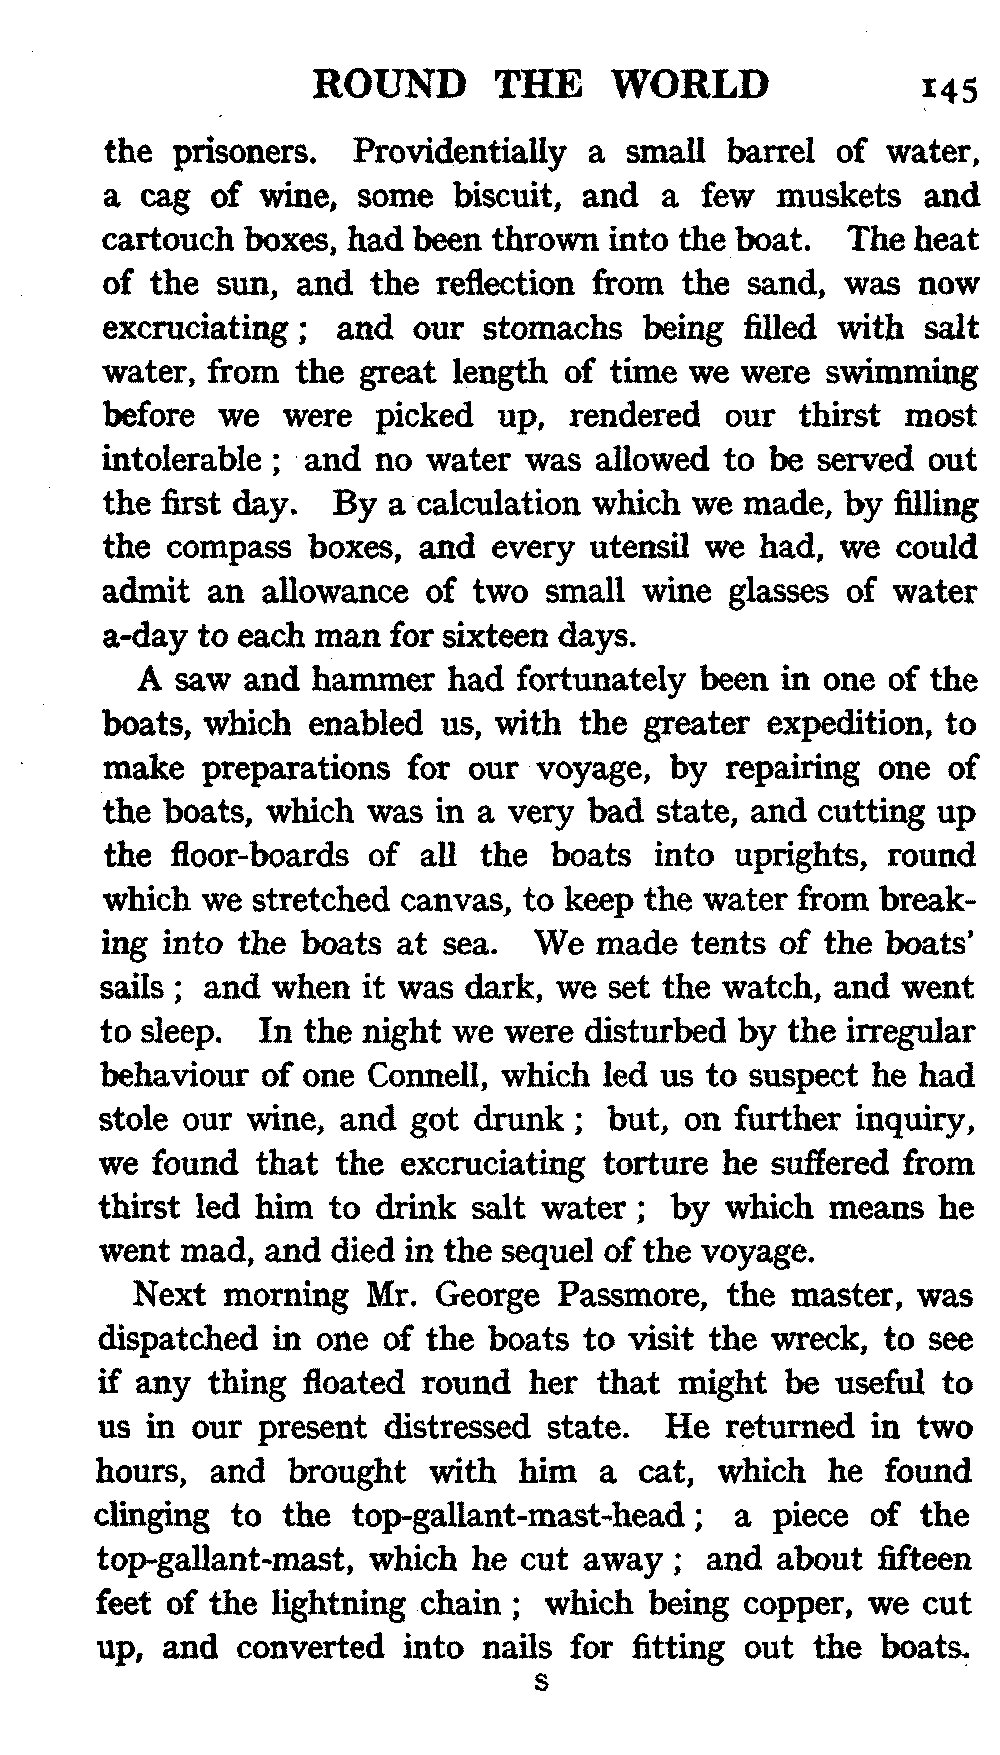 ROUND THE WORLD 145
the prisoners. Providentially a small barrel of water,
a cag of wine, some biscuit, and a few muskets and
cartouch boxes, had been thrown into the boat. The heat
of the sun, and the reflection from the sand, was now
excruciating ; and our stomachs being filled with salt
water, from the great length of time we were swimming
before we were picked up, rendered our thirst most
intolerable ; and no water was allowed to be served out
the first day. By a calculation which we made, by filling
the compass boxes, and every utensil we had, we could
admit an allowance of two small wine glasses of water
a-day to each man for sixteen days.
A saw and hammer had fortunately been in one of the
boats, which enabled us, with the greater expedition, to
make preparations for our voyage, by repairing one of
the boats, which was in a very bad state, and cutting up
the floor-boards of all the boats into uprights, round
which we stretched canvas, to keep the water from break-
ing into the boats at sea. We made tents of the boats'
sails ; and when it was dark, we set the watch, and went
to sleep. In the night we were disturbed by the irregular
behaviour of one Connell, which led us to suspect he had
stole our wine, and got drunk ; but, on further inquiry,
we found that the excruciating torture he suffered from
thirst led him to drink salt water ; by which means he
went mad, and died in the sequel of the voyage.
Next morning Mr. George Passmore, the master, was
dispatched in one of the boats to visit the wreck, to see
if any thing floated round her that might be useful to
us in our present distressed state. He returned in two
hours, and brought with him a cat, which he found
clinging to the top-gallant-mast-head ; a piece of the
top-gallant-mast, which he cut away ; and about fifteen
feet of the lightning chain ; which being copper, we cut
up, and converted into nails for fitting out the boats.
S